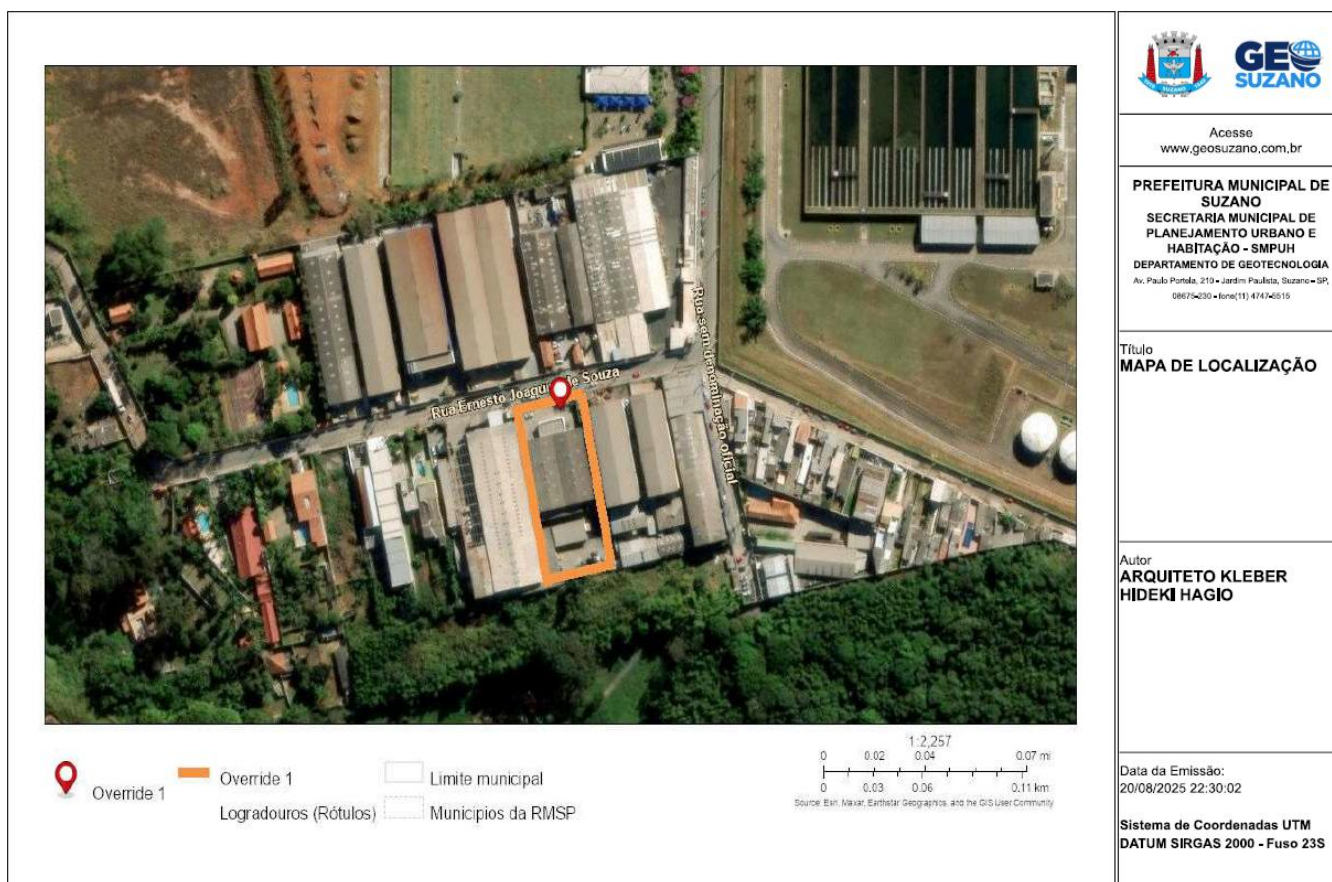 Rua Ernesto Joaquim de Souza
Rua sem denominação oficial
Override 1
Override 1
Logradouros (Rótulos)
Limite municipal
Municipios da RMSP
1:2,257
0 0.02 0.04 0.07 mi
0 0.03 0.06 0.11 km
Source: Esri, Maxar, Earthstar Geographics, and the GIS User Community
SUZANO
GEO
SUZANO
Acesse
www.geosuzano.com.br
PREFEITURA MUNICIPAL DE
SUZANO
SECRETARIA MUNICIPAL DE
PLANEJAMENTO URBANO E
HABITAÇÃO - SMPUH
DEPARTAMENTO DE GEOTECNOLOGIA
Av. Paulo Portela, 210 - Jardim Paulista, Suzano - SP,
08675-230 - fone(11) 4747-5515
Título
MAPA DE LOCALIZAÇÃO
Autor
ARQUITETO KLEBER
HIDEKI HAGIO
Data da Emissão:
20/08/2025 22:30:02
Sistema de Coordenadas UTM
DATUM SIRGAS 2000 - Fuso 23S